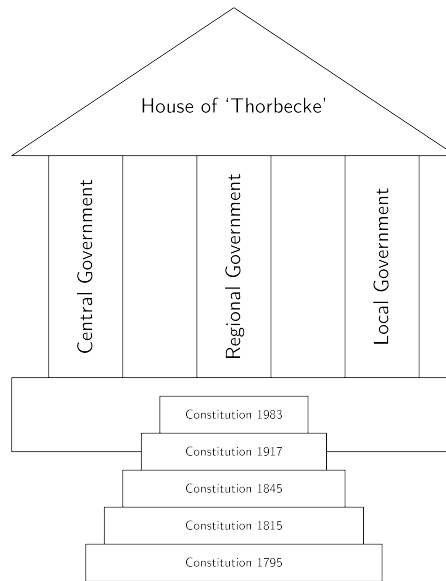 House of ‘Thorbecke’
Central Government
Regional Government
Local Government
Constitution 1983
Constitution 1917
Constitution 1845
Constitution 1815
Constitution 1795